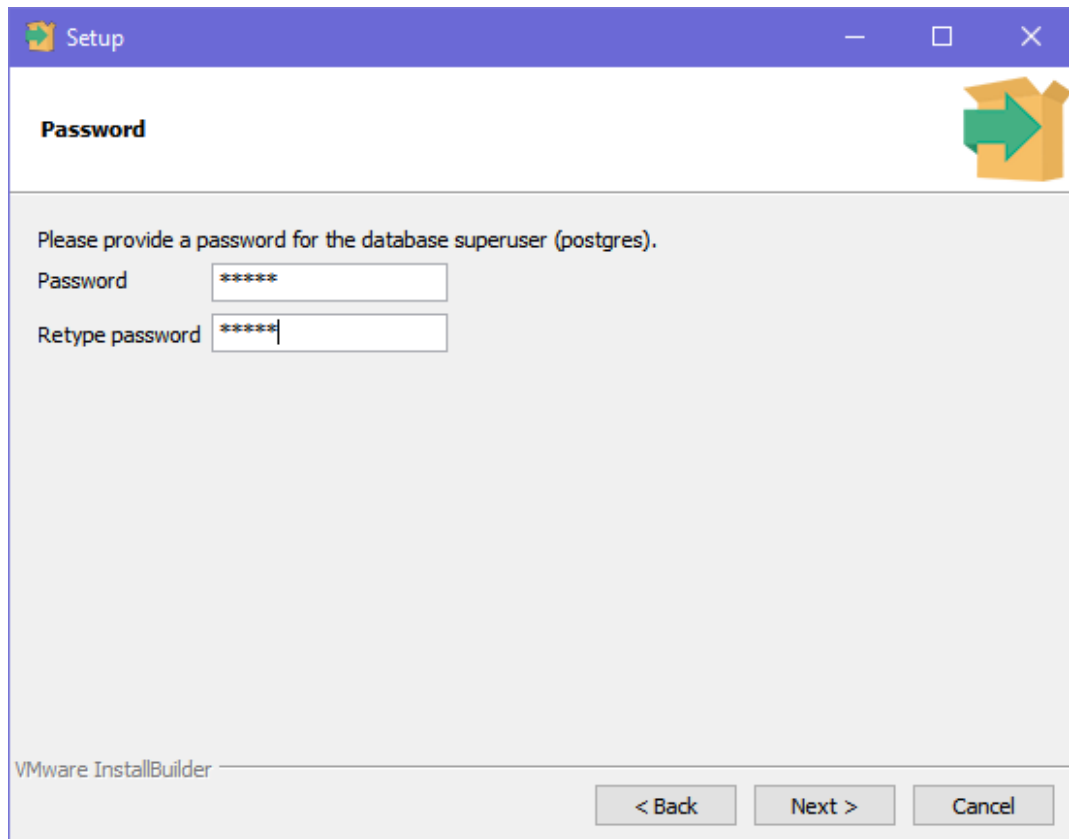 Setup
Password
Please provide a password for the database superuser (postgres).
Password *****
Retype password *****
VMware InstallBuilder
< Back Next > Cancel